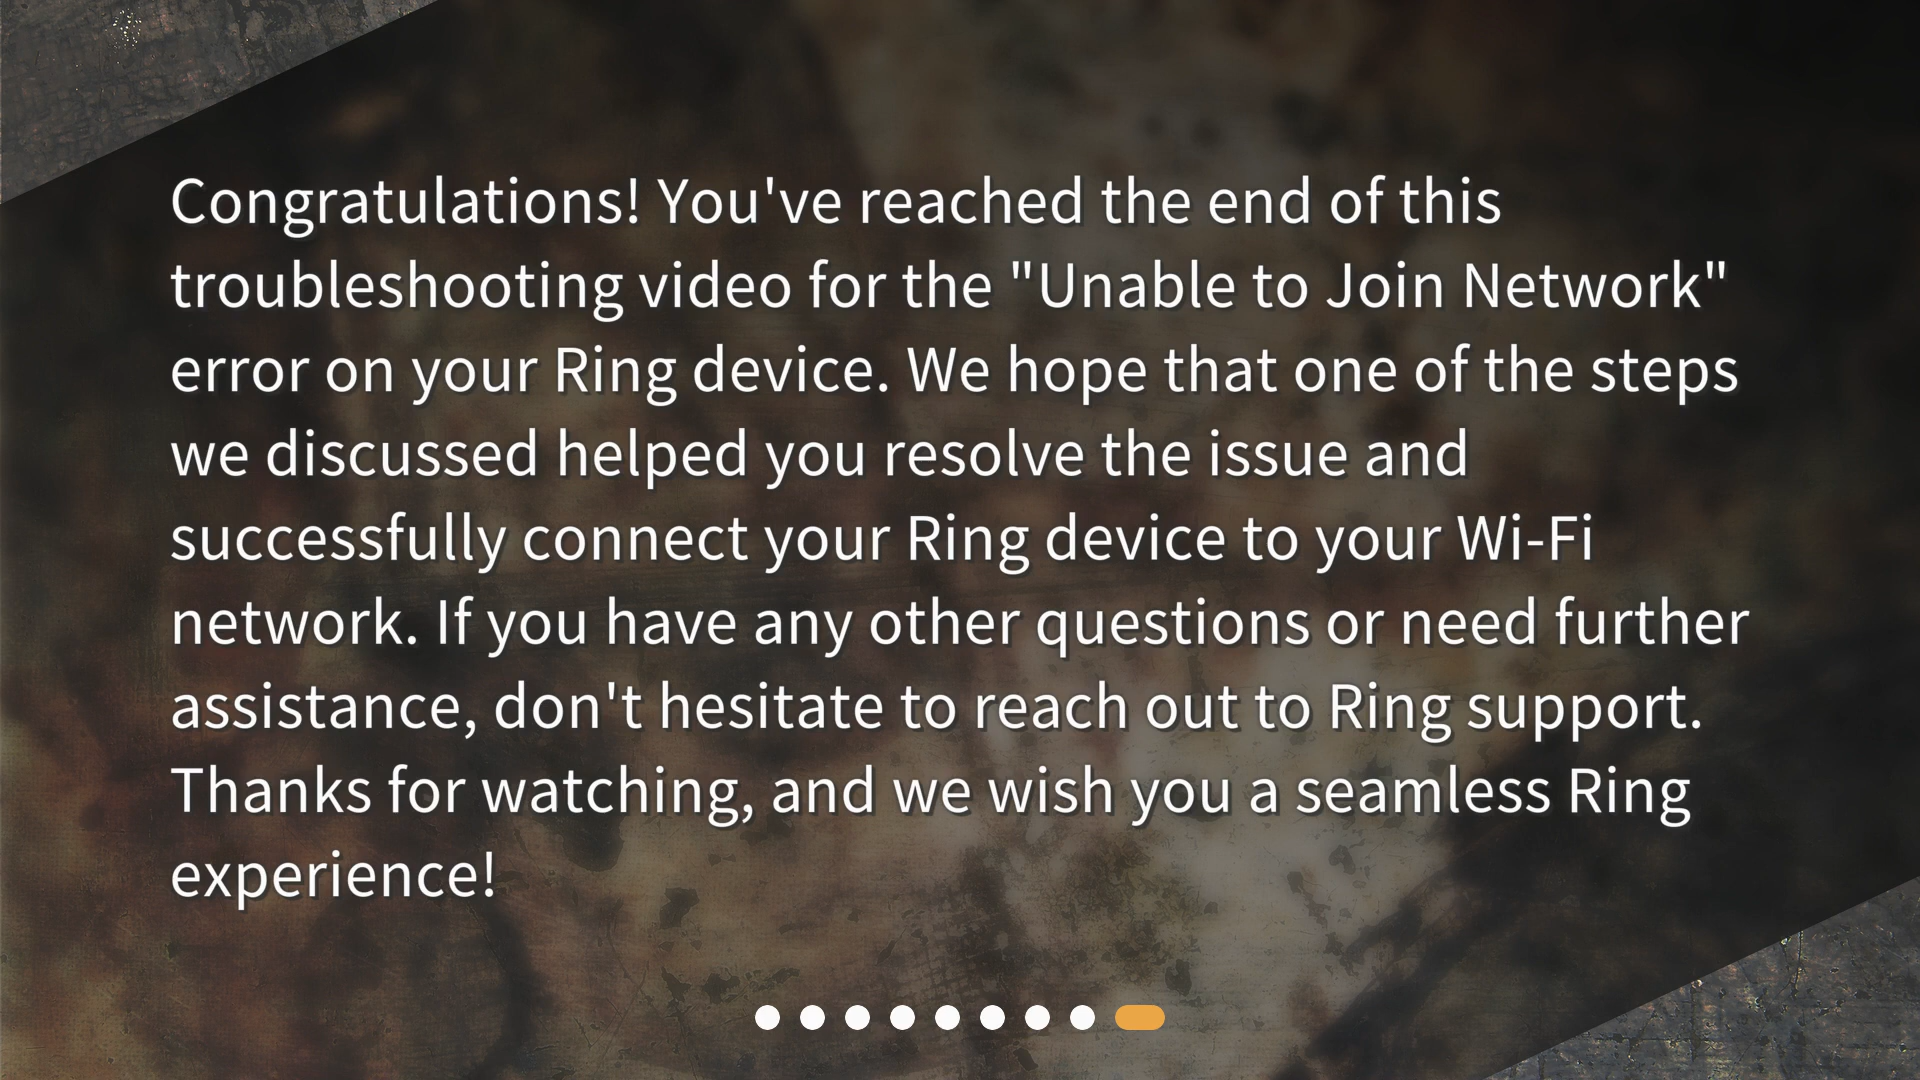 Congratulations! You've reached the end of this
troubleshooting video for the "Unable to Join Network"
error on your Ring device. We hope that one of the steps
we discussed helped you resolve the issue and
successfully connect your Ring device to your Wi-Fi
network. If you have any other questions or need further
assistance, don't hesitate to reach out to Ring support.
Thanks for watching, and we wish you a seamless Ring
experience!